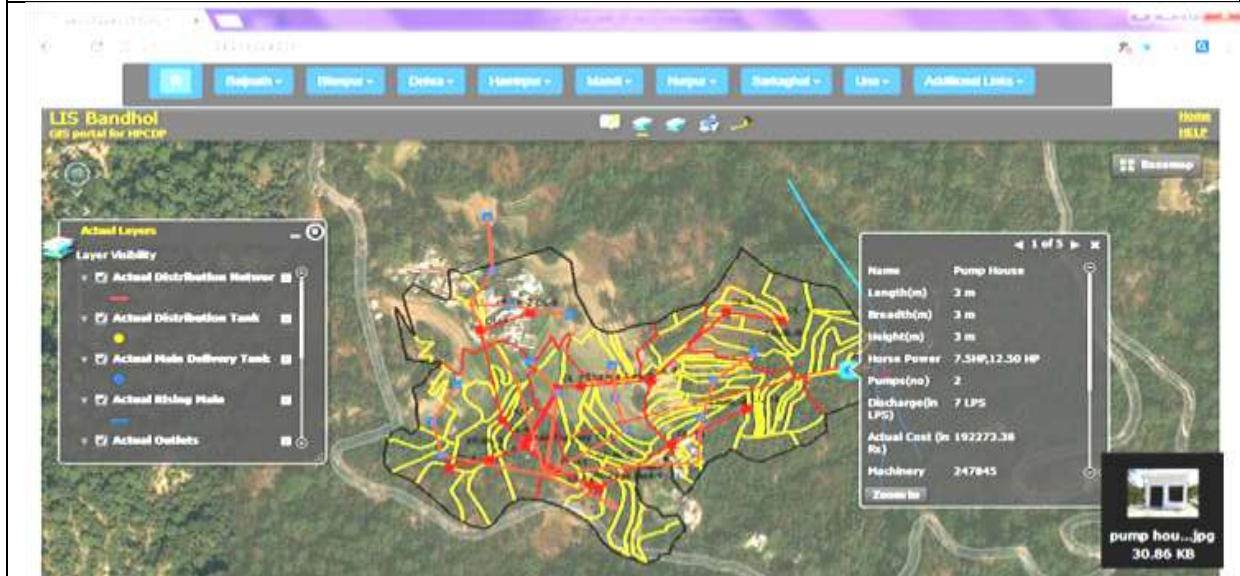 Baijnath
Bilaspur
Dehra
Hamirpur
Mandi
Nurpur
Sarkaghat
Una
Additional Links
LIS Bandhol
GIS portal for HPCDP
Home
HELP
Basemap
Actual Layers
Layer Visibility
Actual Distribution Networ
Actual Distribution Tank
Actual Main Delivery Tank
Actual Rising Main
Actual Outlets
1 of 5
Name Pump House
Length(m) 3 m
Breadth(m) 3 m
Height(m) 3 m
Horse Power 7.5HP,12.50 HP
Pumps(no) 2
Discharge(in 7 LPS
LPS)
Actual Cost (in 192273.38
Rs)
Machinery 247845
Zoom In
pump hou...jpg
30.86 KB